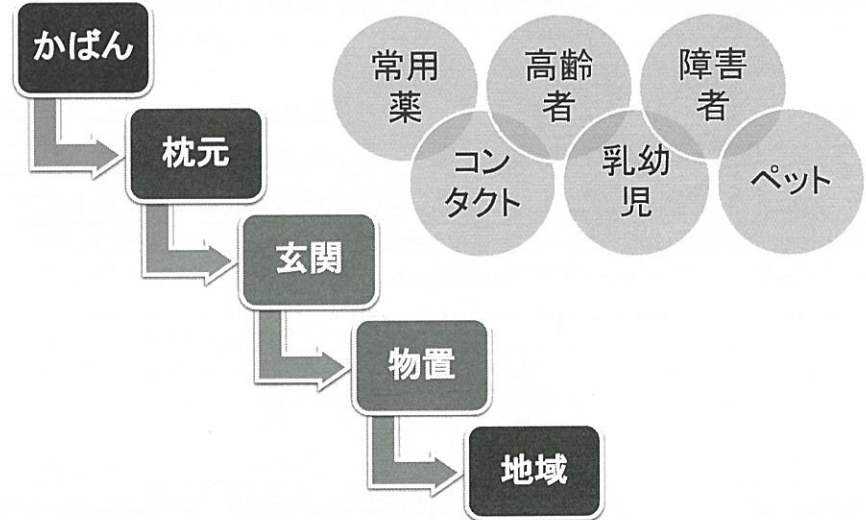 かばん
枕元
玄関
物置
地域
常用
薬
高齢
者
障害
者
コン
タクト
乳幼
児
ペット